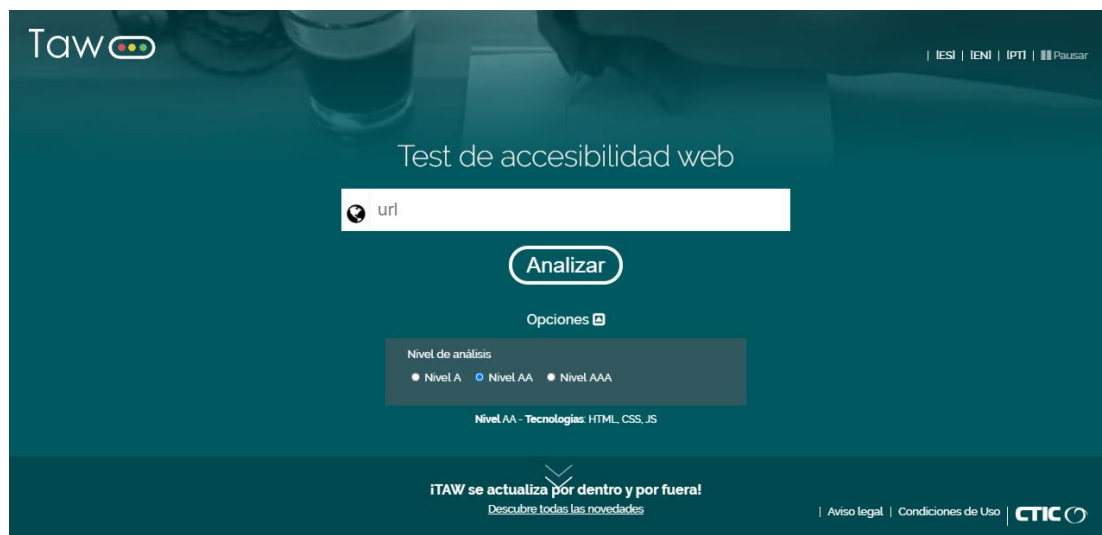 Taw
| [ES] | [EN] | [PT] | Pausar
Test de accesibilidad web
url
Analizar
Opciones
Nivel de análisis
Nivel A Nivel AA Nivel AAA
Nivel AA - Tecnologías: HTML, CSS, JS
¡TAW se actualiza por dentro y por fuera!
Descubre todas las novedades
| Aviso legal | Condiciones de Uso | CTIC